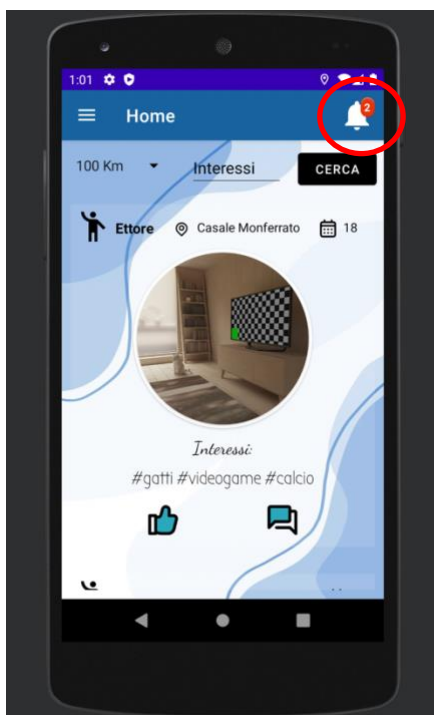 1:01
Home
2
100 Km Interessi CERCA
Ettore Casale Monferrato 18
Interessi:
#gatti #videogame #calcio